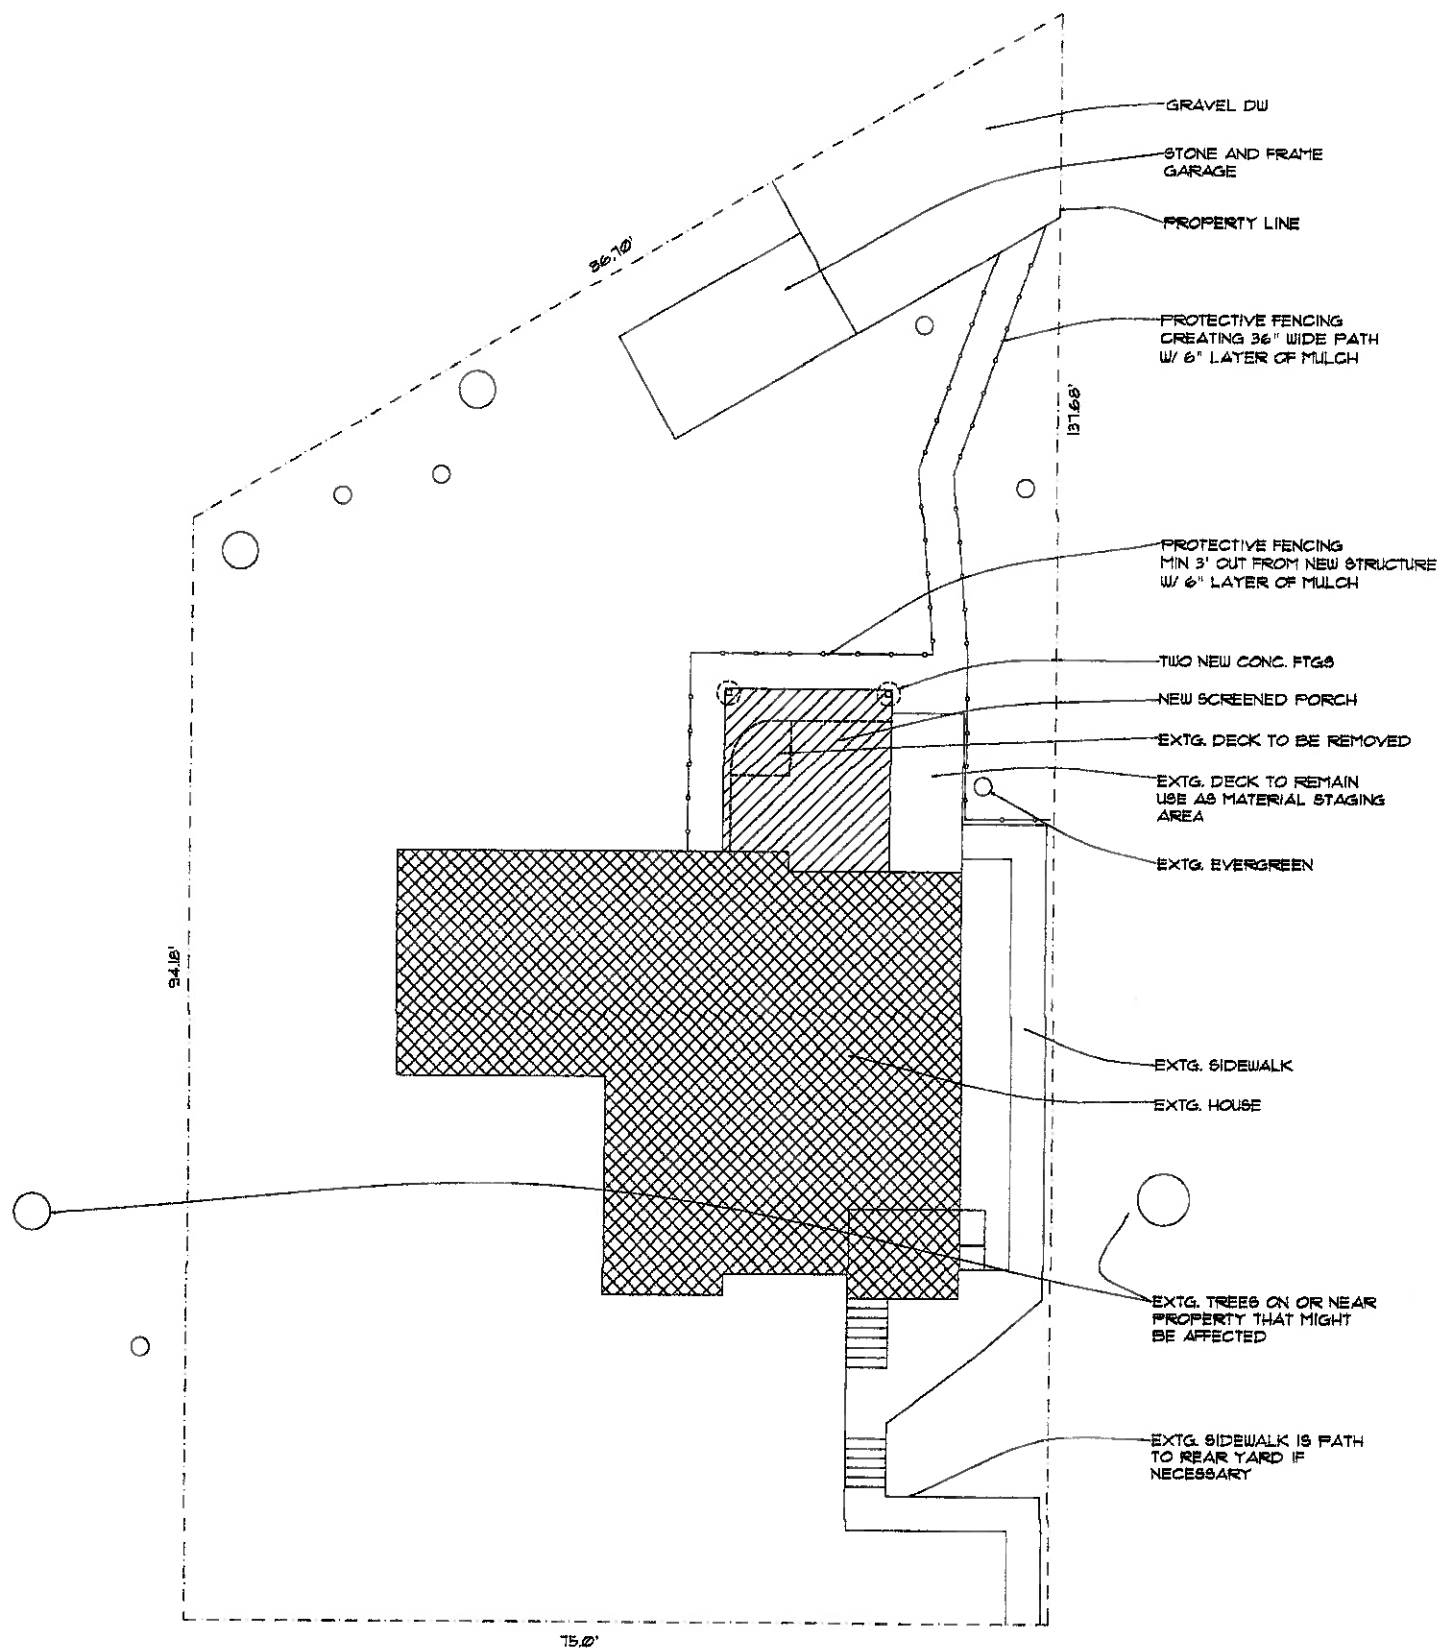 GRAVEL DW
STONE AND FRAME
GARAGE
PROPERTY LINE
86.70'
PROTECTIVE FENCING
CREATING 36" WIDE PATH
W/ 6" LAYER OF MULCH
137.68'
PROTECTIVE FENCING
MIN 3' OUT FROM NEW STRUCTURE
W/ 6" LAYER OF MULCH
TWO NEW CONC. FTGS
NEW SCREENED PORCH
EXTG. DECK TO BE REMOVED
EXTG. DECK TO REMAIN
USE AS MATERIAL STAGING
AREA
EXTG. EVERGREEN
94.18'
EXTG. SIDEWALK
EXTG. HOUSE
EXTG. TREES ON OR NEAR
PROPERTY THAT MIGHT
BE AFFECTED
EXTG. SIDEWALK IS PATH
TO REAR YARD IF
NECESSARY
75.0'